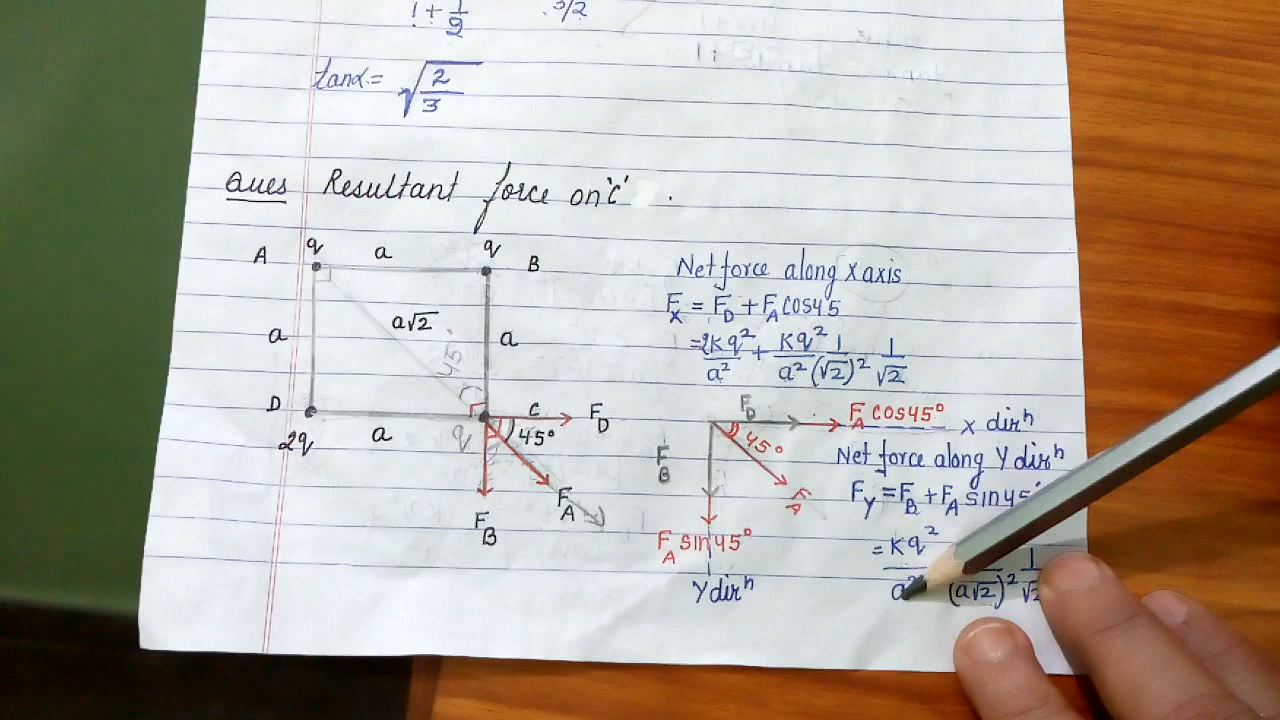 1 + 1/2 . 3/2
tanα = √(2/3)
Ques Resultant force on 'c' .
A q a q B
a a√2 45° a
D 2q a q C F_D
45°
F_A
F_B
Net force along X axis
F_x = F_D + F_A cos45
= 2Kq²/a² + Kq²/a² 1/(√2)² 1/√2
F_D F_A cos45° x dirⁿ
F_B 45° F_A
F_A sin45°
Y dirⁿ
Net force along Y dirⁿ
F_y = F_B + F_A sin45°
= Kq²/a² (a√2)² 1/√2